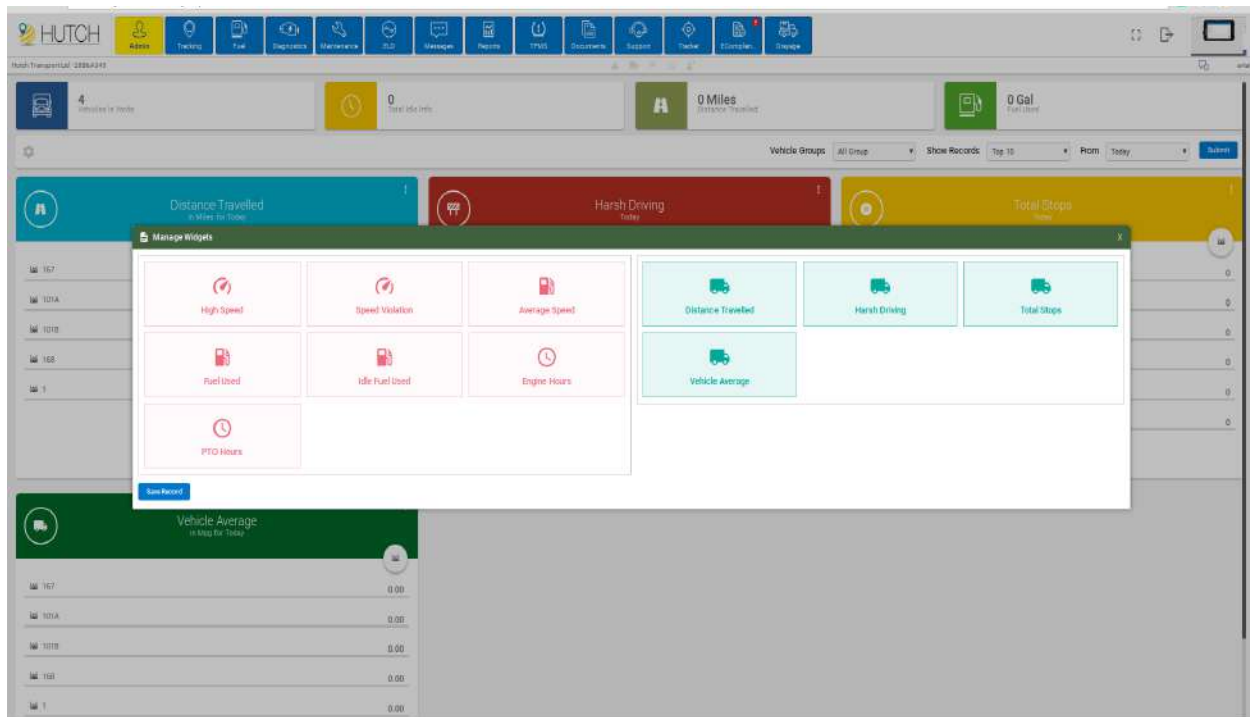 HUTCH
Admin
Tracking
Fuel
Diagnostics
Maintenance
ELD
Messages
Reports
TPMS
Documents
Support
Tracker
4
Vehicles in Yards
0
0 Miles
Distance Travelled
0 Gal
Fuel Used
Vehicle Groups
All Group
Show Records
Top 10
From
Today
Submit
Distance Travelled
in Miles for Today
Harsh Driving
Today
Total Stops
Today
Manage Widgets
X
High Speed
Speed Violation
Average Speed
Distance Travelled
Harsh Driving
Total Stops
Fuel Used
Idle Fuel Used
Engine Hours
Vehicle Average
PTO Hours
Save Record
167
0
101A
0
101B
0
168
0
1
0
0
Vehicle Average
in Mpg for Today
167
0.00
101A
0.00
101B
0.00
168
0.00
1
0.00